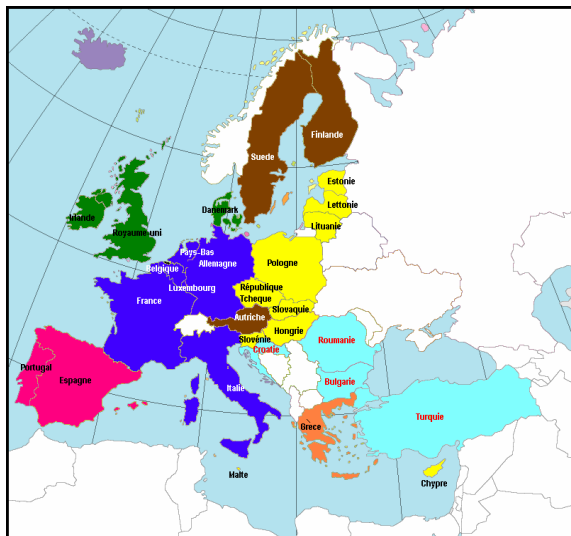 Finlande
Suede
Estonie
Lettonie
Lituanie
Danemark
Irlande
Royaume-uni
Pays-Bas
Belgique
Allemagne
Pologne
Luxembourg
République
Tcheque
France
Slovaquie
Autriche
Hongrie
Slovénie
Croatie
Roumanie
Portugal
Espagne
Italie
Bulgarie
Turquie
Grece
Malte
Chypre